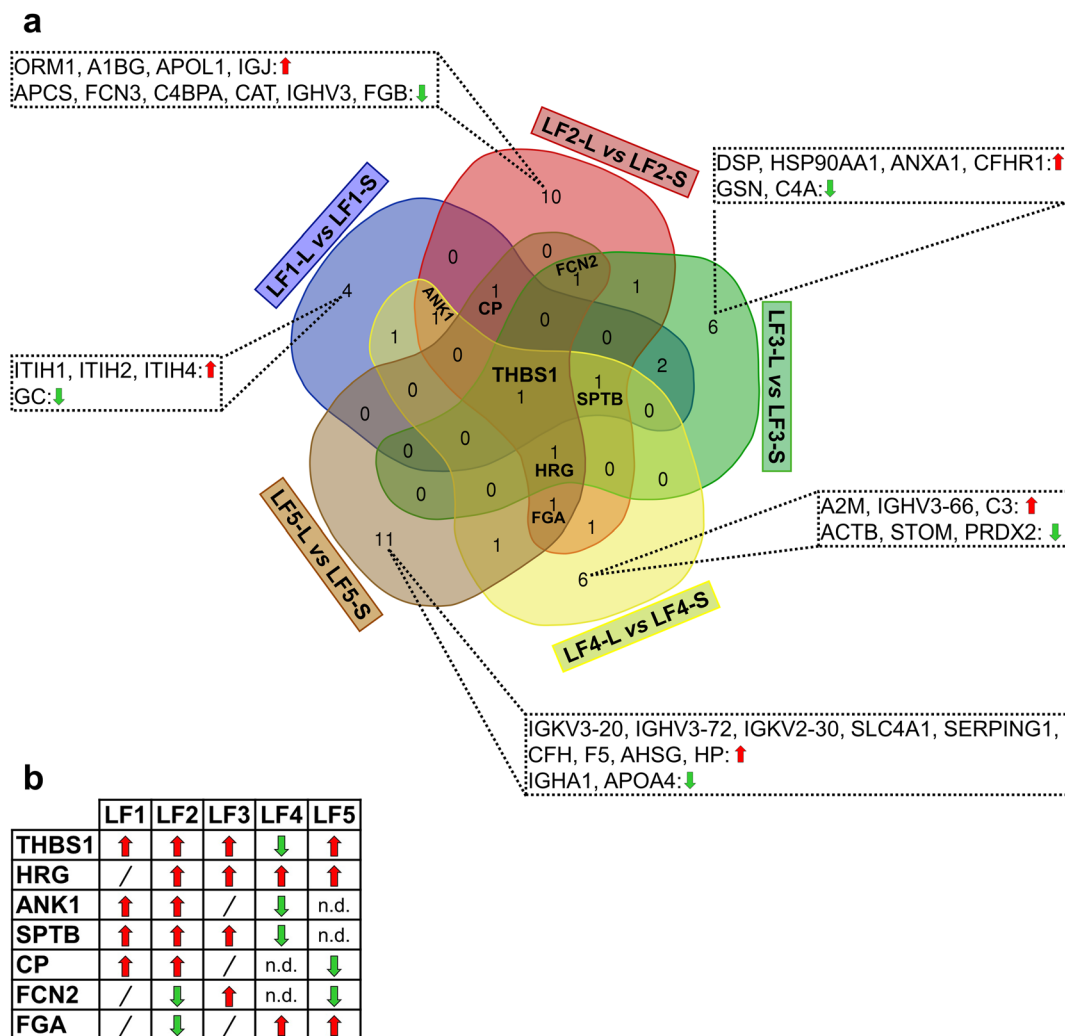 a
ORM1, A1BG, APOL1, IGJ:
APCS, FCN3, C4BPA, CAT, IGHV3, FGB:
LF2-L vs LF2-S
DSP, HSP90AA1, ANXA1, CFHR1:
GSN, C4A:
LF1-L vs LF1-S
10
0
0
FCN2
1
1
4
ANK1
1
1
CP
6
1
0
0
2
LF3-L vs LF3-S
0
THBS1
1
1
SPTB
ITIH1, ITIH2, ITIH4:
GC:
0
0
0
0
0
1
HRG
0
0
0
0
1
FGA
LF5-L vs LF5-S
11
1
1
6
A2M, IGHV3-66, C3:
ACTB, STOM, PRDX2:
LF4-L vs LF4-S
IGKV3-20, IGHV3-72, IGKV2-30, SLC4A1, SERPING1,
CFH, F5, AHSG, HP:
IGHA1, APOA4:
b
LF1 LF2 LF3 LF4 LF5
THBS1
HRG /
ANK1 / n.d.
SPTB n.d.
CP / n.d.
FCN2 / n.d.
FGA / /